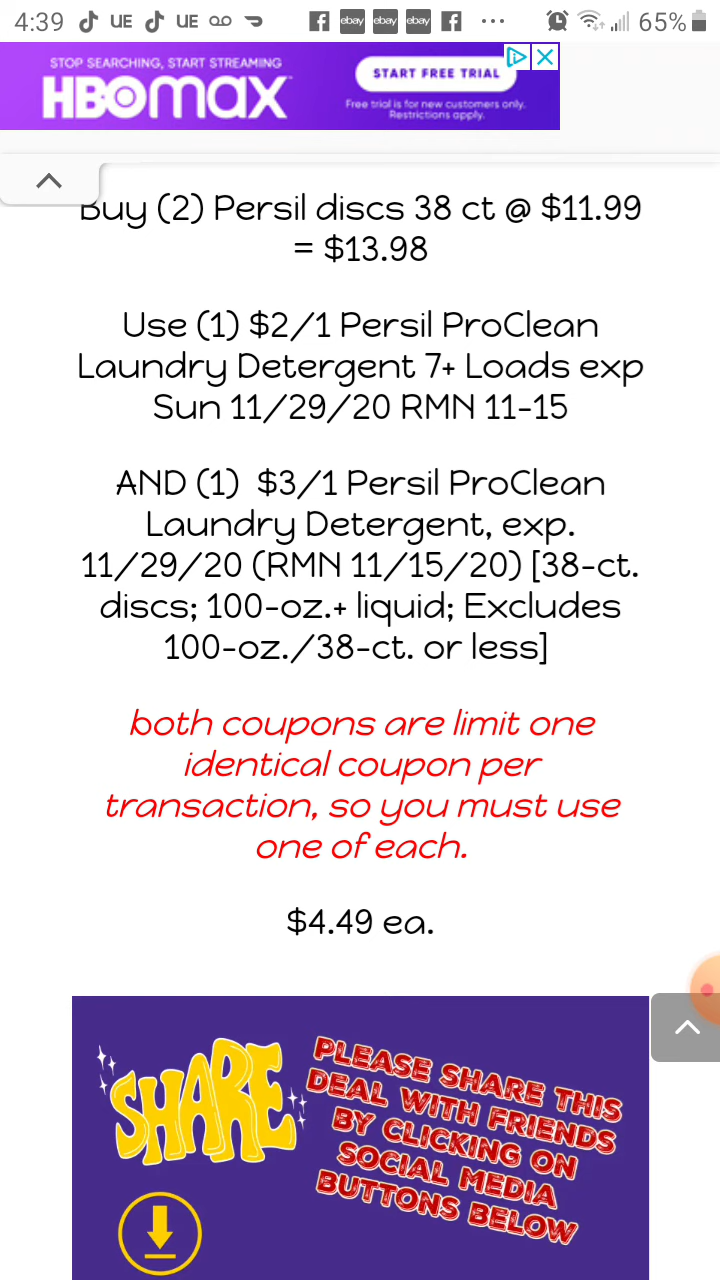 4:39 UE UE ebay ebay ebay ... 65%
STOP SEARCHING, START STREAMING
HBOmax
START FREE TRIAL
Free trial is for new customers only.
Restrictions apply.
Buy (2) Persil discs 38 ct @ $11.99
= $13.98
Use (1) $2/1 Persil ProClean
Laundry Detergent 7+ Loads exp
Sun 11/29/20 RMN 11-15
AND (1) $3/1 Persil ProClean
Laundry Detergent, exp.
11/29/20 (RMN 11/15/20) [38-ct.
discs; 100-oz.+ liquid; Excludes
100-oz./38-ct. or less]
both coupons are limit one
identical coupon per
transaction, so you must use
one of each.
$4.49 ea.
SHARE
PLEASE SHARE THIS
DEAL WITH FRIENDS
BY CLICKING ON
SOCIAL MEDIA
BUTTONS BELOW